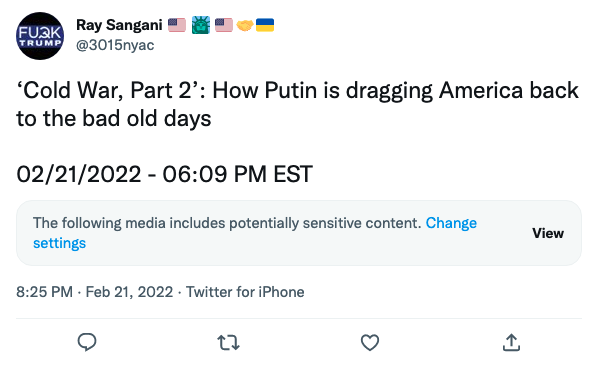 FUCK
TRUMP
Ray Sangani 🇺🇸 🗽 🇺🇸 🤝 🇺🇦
@3015nyac
‘Cold War, Part 2’: How Putin is dragging America back
to the bad old days
02/21/2022 - 06:09 PM EST
The following media includes potentially sensitive content. Change
settings
View
8:25 PM · Feb 21, 2022 · Twitter for iPhone